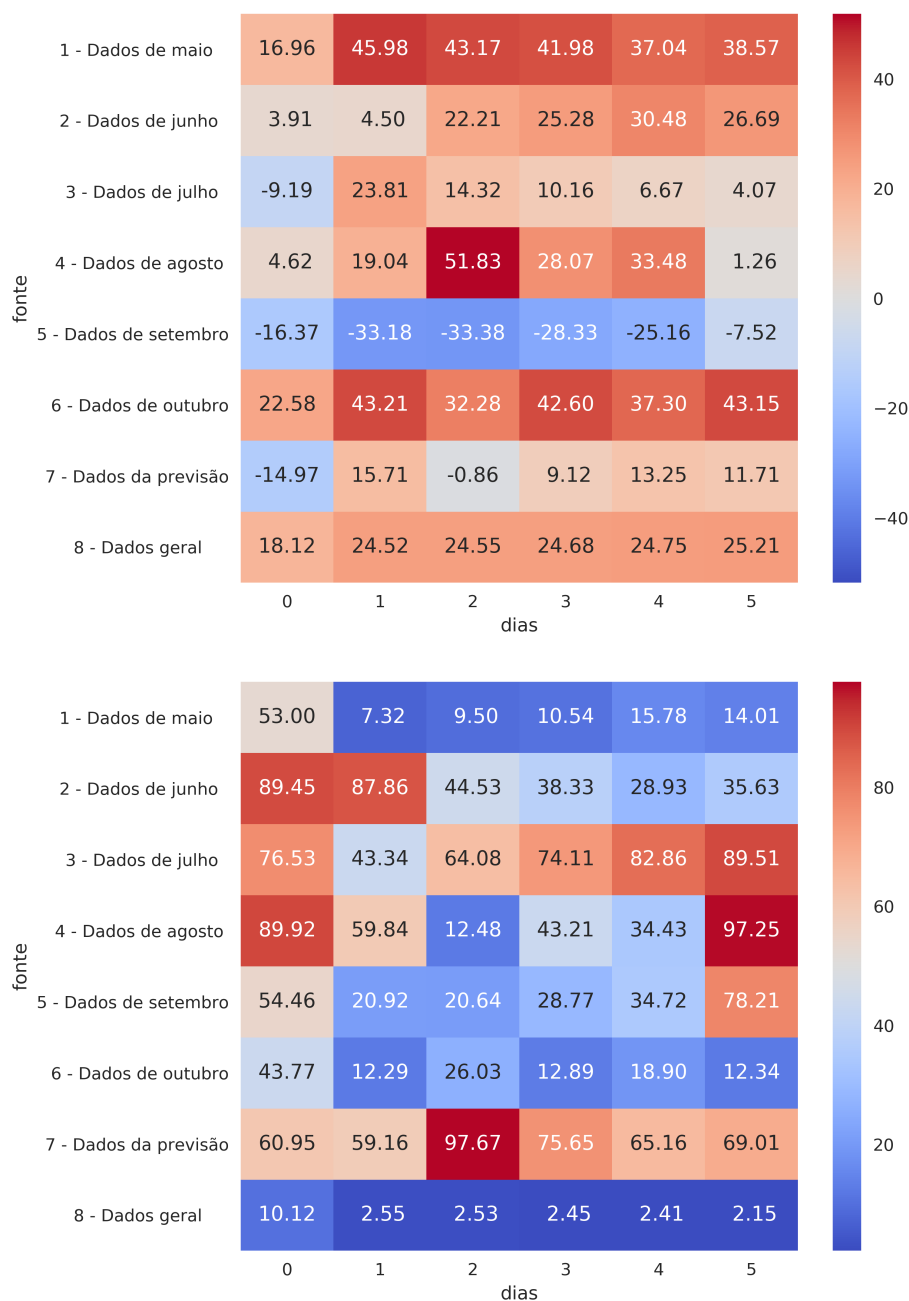 1 - Dados de maio 16.96 45.98 43.17 41.98 37.04 38.57
40
2 - Dados de junho 3.91 4.50 22.21 25.28 30.48 26.69
3 - Dados de julho -9.19 23.81 14.32 10.16 6.67 4.07
20
4 - Dados de agosto 4.62 19.04 51.83 28.07 33.48 1.26
fonte
0
5 - Dados de setembro -16.37 -33.18 -33.38 -28.33 -25.16 -7.52
6 - Dados de outubro 22.58 43.21 32.28 42.60 37.30 43.15
−20
7 - Dados da previsão -14.97 15.71 -0.86 9.12 13.25 11.71
−40
8 - Dados geral 18.12 24.52 24.55 24.68 24.75 25.21
0 1 2 3 4 5
dias
1 - Dados de maio 53.00 7.32 9.50 10.54 15.78 14.01
2 - Dados de junho 89.45 87.86 44.53 38.33 28.93 35.63
80
3 - Dados de julho 76.53 43.34 64.08 74.11 82.86 89.51
60
4 - Dados de agosto 89.92 59.84 12.48 43.21 34.43 97.25
fonte
5 - Dados de setembro 54.46 20.92 20.64 28.77 34.72 78.21
40
6 - Dados de outubro 43.77 12.29 26.03 12.89 18.90 12.34
7 - Dados da previsão 60.95 59.16 97.67 75.65 65.16 69.01
20
8 - Dados geral 10.12 2.55 2.53 2.45 2.41 2.15
0 1 2 3 4 5
dias